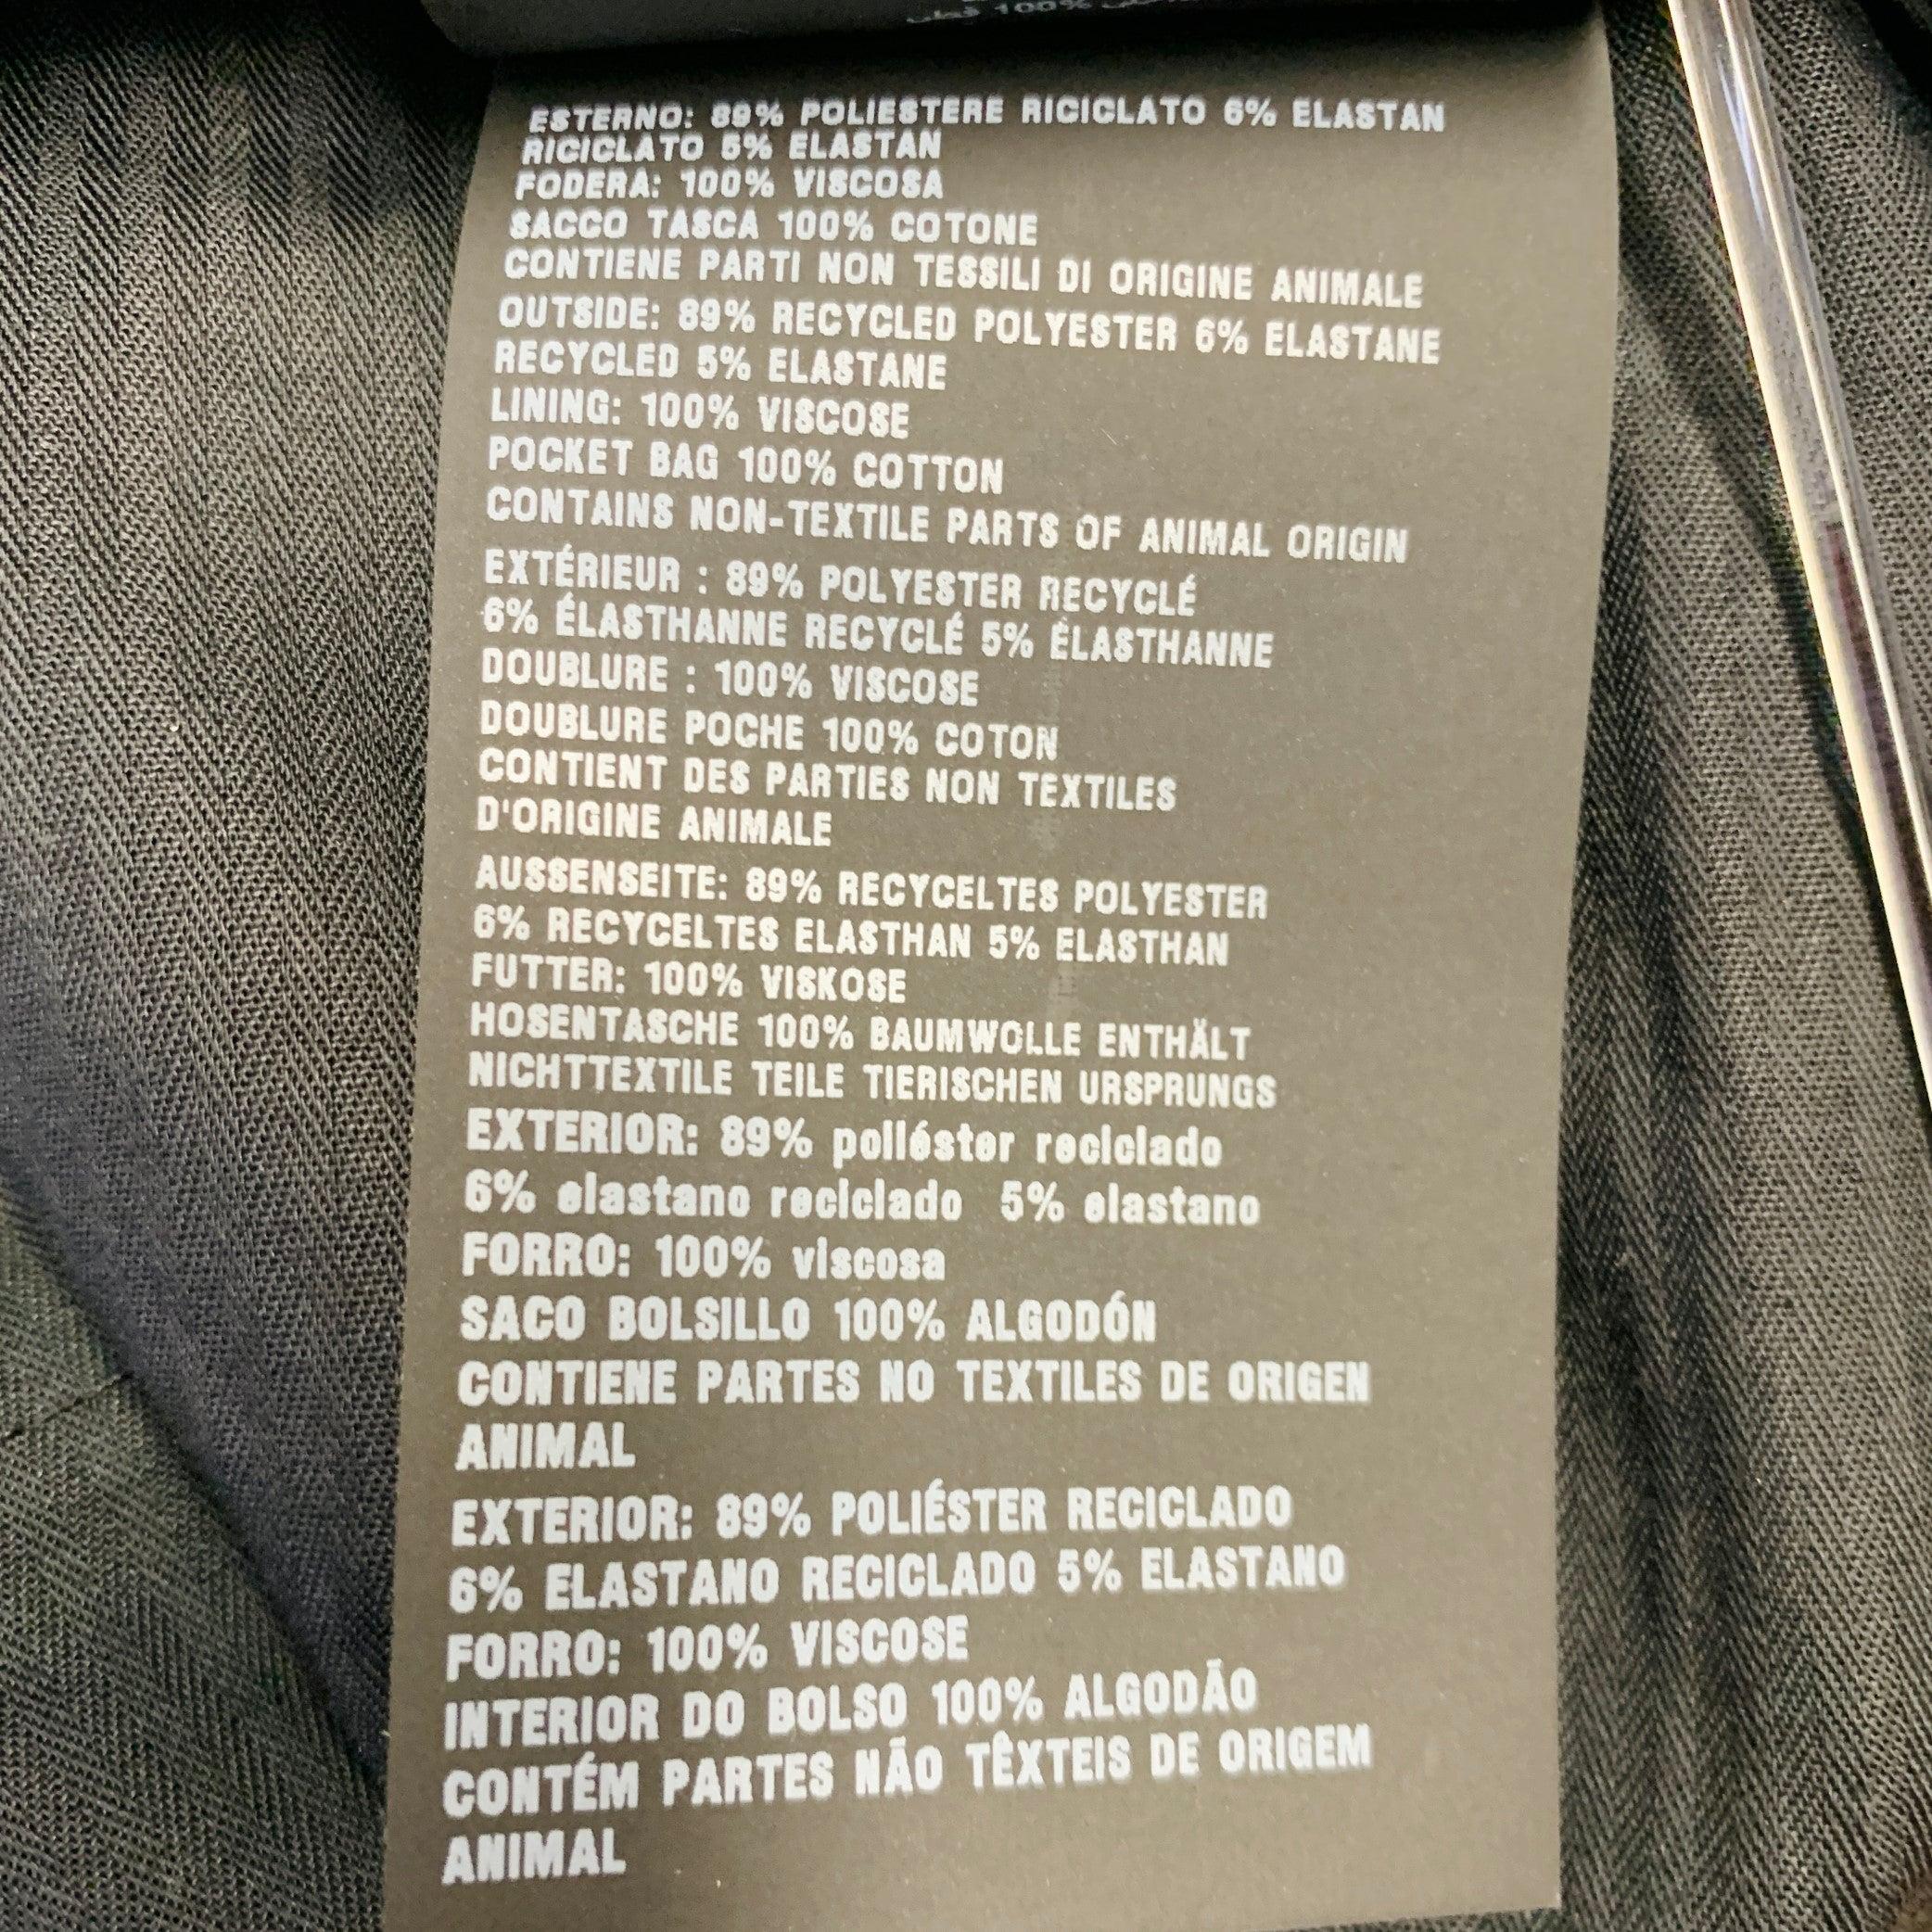 100%
ESTERNO: 89% POLIESTERE RICICLATO 6% ELASTAN
RICICLATO 5% ELASTAN
FODERA: 100% VISCOSA
SACCO TASCA 100% COTONE
CONTIENE PARTI NON TESSILI DI ORIGINE ANIMALE
OUTSIDE: 89% RECYCLED POLYESTER 6% ELASTANE
RECYCLED 5% ELASTANE
LINING: 100% VISCOSE
POCKET BAG 100% COTTON
CONTAINS NON-TEXTILE PARTS OF ANIMAL ORIGIN
EXTÉRIEUR : 89% POLYESTER RECYCLÉ
6% ÉLASTHANNE RECYCLÉ 5% ÉLASTHANNE
DOUBLURE : 100% VISCOSE
DOUBLURE POCHE 100% COTON
CONTIENT DES PARTIES NON TEXTILES
D'ORIGINE ANIMALE
AUSSENSEITE: 89% RECYCELTES POLYESTER
6% RECYCELTES ELASTHAN 5% ELASTHAN
FUTTER: 100% VISKOSE
HOSENTASCHE 100% BAUMWOLLE ENTHÄLT
NICHTTEXTILE TEILE TIERISCHEN URSPRUNGS
EXTERIOR: 89% poliéster reciclado
6% elastano reciclado 5% elastano
FORRO: 100% viscosa
SACO BOLSILLO 100% ALGODÓN
CONTIENE PARTES NO TEXTILES DE ORIGEN
ANIMAL
EXTERIOR: 89% POLIÉSTER RECICLADO
6% ELASTANO RECICLADO 5% ELASTANO
FORRO: 100% VISCOSE
INTERIOR DO BOLSO 100% ALGODÃO
CONTÉM PARTES NÃO TÊXTEIS DE ORIGEM
ANIMAL